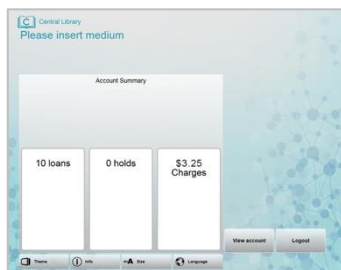 C Central Library
Please insert medium
Account Summary
10 loans
0 holds
$3.25
Charges
View account
Logout
Theme
Info
A Size
Language